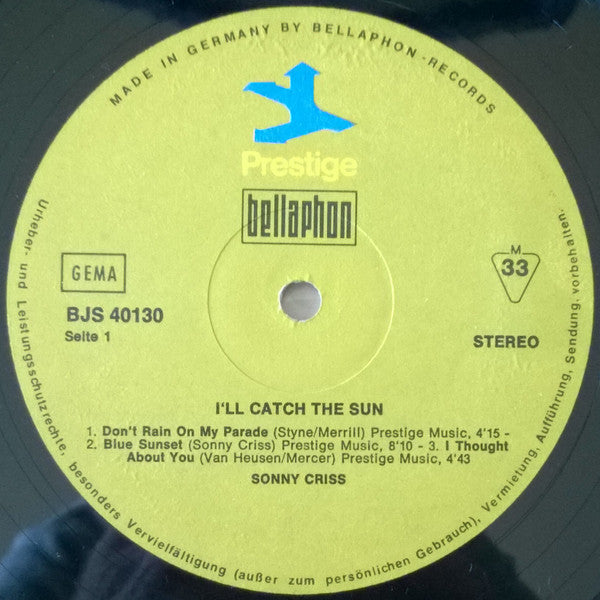 MADE IN GERMANY BY BELLAPHON-RECORDS
Prestige
bellaphon
GEMA
M
33
BJS 40130
Seite 1
STEREO
I'LL CATCH THE SUN
1. Don't Rain On My Parade (Styne/Merrill) Prestige Music, 4'15 -
2. Blue Sunset (Sonny Criss) Prestige Music, 8'10 - 3. I Thought
About You (Van Heusen/Mercer) Prestige Music, 4'43
SONNY CRISS
Urheber- und Leistungsschutzrechte, besonders Vervielfältigung (außer zum persönlichen Gebrauch), Vermietung, Aufführung, Sendung, vorbehalten.